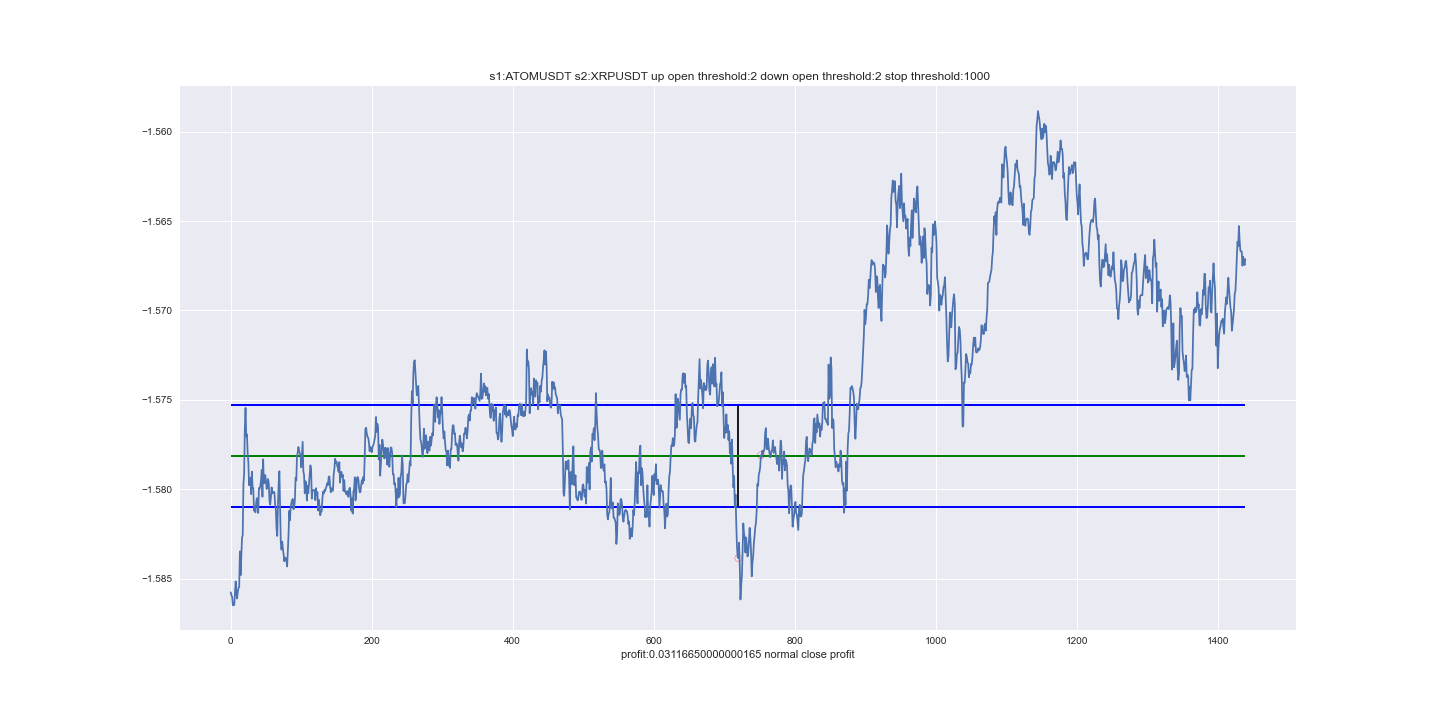 s1:ATOMUSDT s2:XRPUSDT up open threshold:2 down open threshold:2 stop threshold:1000
−1.560
−1.565
−1.570
−1.575
−1.580
−1.585
0 200 400 600 800 1000 1200 1400
profit:0.03116650000000165 normal close profit